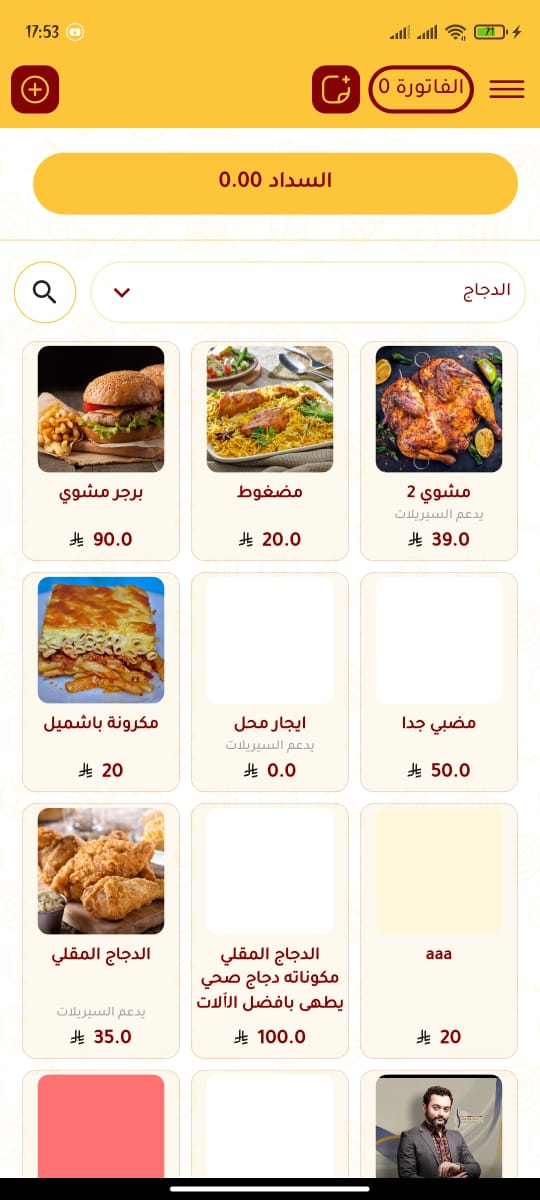 17:53
71
الفاتورة 0
السداد 0.00
الدجاج
مشوي 2
يدعم السيريلات
39.0
مضغوط
20.0
برجر مشوي
90.0
مضبي جدا
50.0
ايجار محل
يدعم السيريلات
0.0
مكرونة باشميل
20
aaa
20
الدجاج المقلي
مكوناته دجاج صحي
يطهى بافضل الآلات
100.0
الدجاج المقلي
يدعم السيريلات
35.0